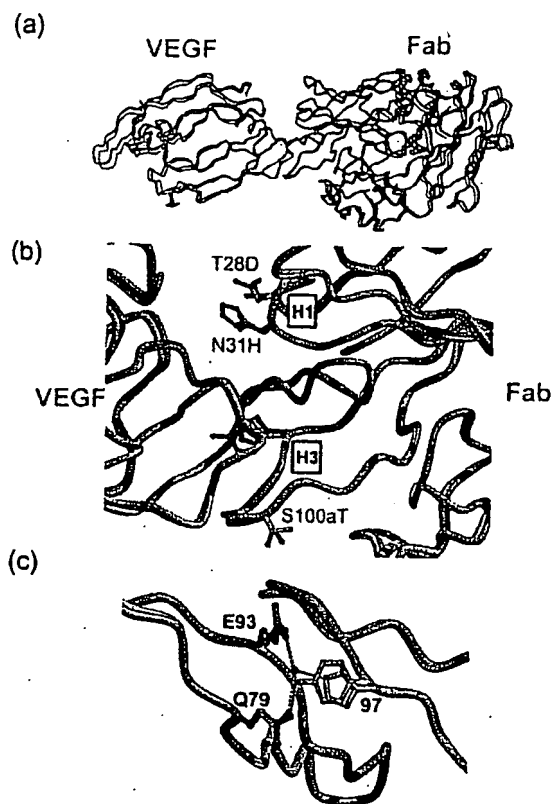 (a)
VEGF Fab
(b)
T28D
H1
N31H
VEGF Fab
H3
S100aT
(c)
E93
Q79 97